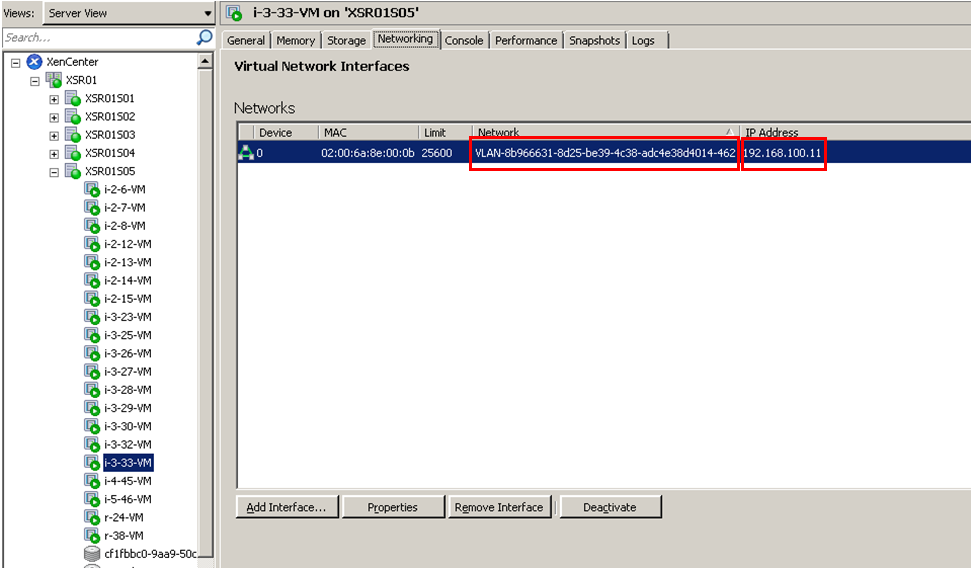 Views: Server View
Search...
XenCenter
XSR01
XSR01S01
XSR01S02
XSR01S03
XSR01S04
XSR01S05
i-2-6-VM
i-2-7-VM
i-2-8-VM
i-2-12-VM
i-2-13-VM
i-2-14-VM
i-2-15-VM
i-3-23-VM
i-3-25-VM
i-3-26-VM
i-3-27-VM
i-3-28-VM
i-3-29-VM
i-3-30-VM
i-3-32-VM
i-3-33-VM
i-4-45-VM
i-5-46-VM
r-24-VM
r-38-VM
cf1fbbc0-9aa9-50c
i-3-33-VM on 'XSR01S05'
General Memory Storage Networking Console Performance Snapshots Logs
Virtual Network Interfaces
Networks
Device MAC Limit Network IP Address
0 02:00:6a:8e:00:0b 25600 VLAN-8b966631-8d25-be39-4c38-adc4e38d4014-462 192.168.100.11
Add Interface... Properties Remove Interface Deactivate